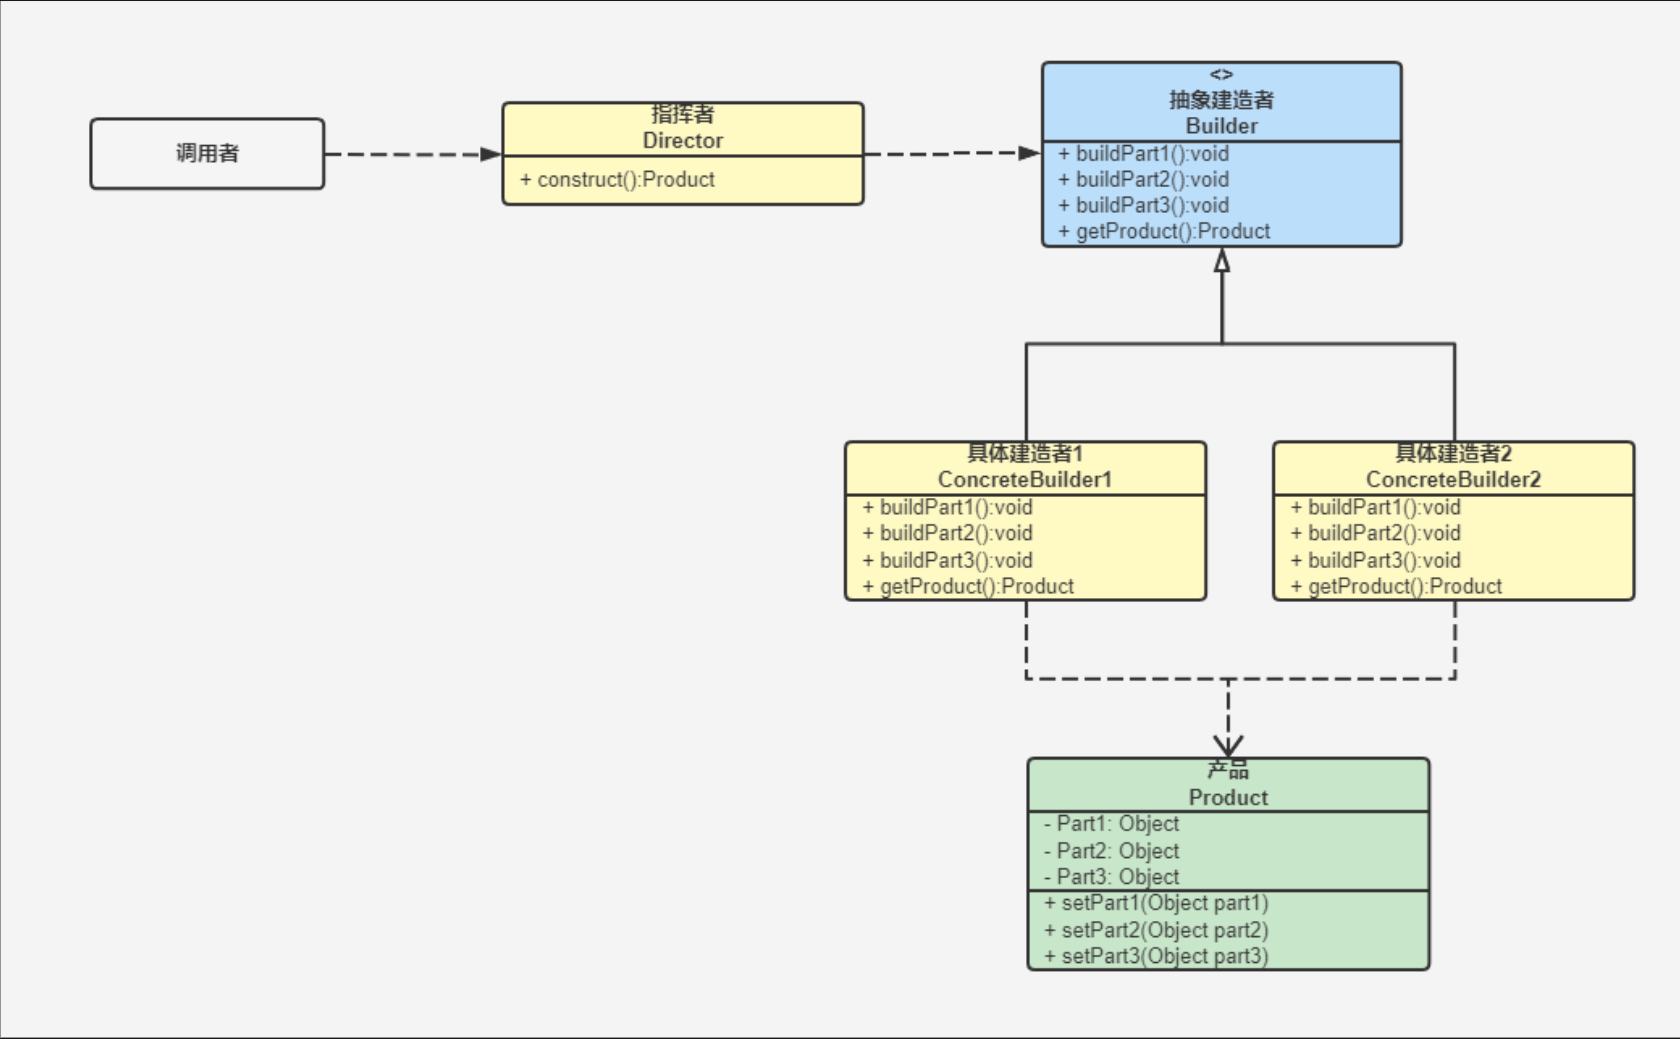 调用者
指挥者
Director
+ construct():Product
<>
抽象建造者
Builder
+ buildPart1():void
+ buildPart2():void
+ buildPart3():void
+ getProduct():Product
具体建造者1
ConcreteBuilder1
+ buildPart1():void
+ buildPart2():void
+ buildPart3():void
+ getProduct():Product
具体建造者2
ConcreteBuilder2
+ buildPart1():void
+ buildPart2():void
+ buildPart3():void
+ getProduct():Product
产品
Product
- Part1: Object
- Part2: Object
- Part3: Object
+ setPart1(Object part1)
+ setPart2(Object part2)
+ setPart3(Object part3)